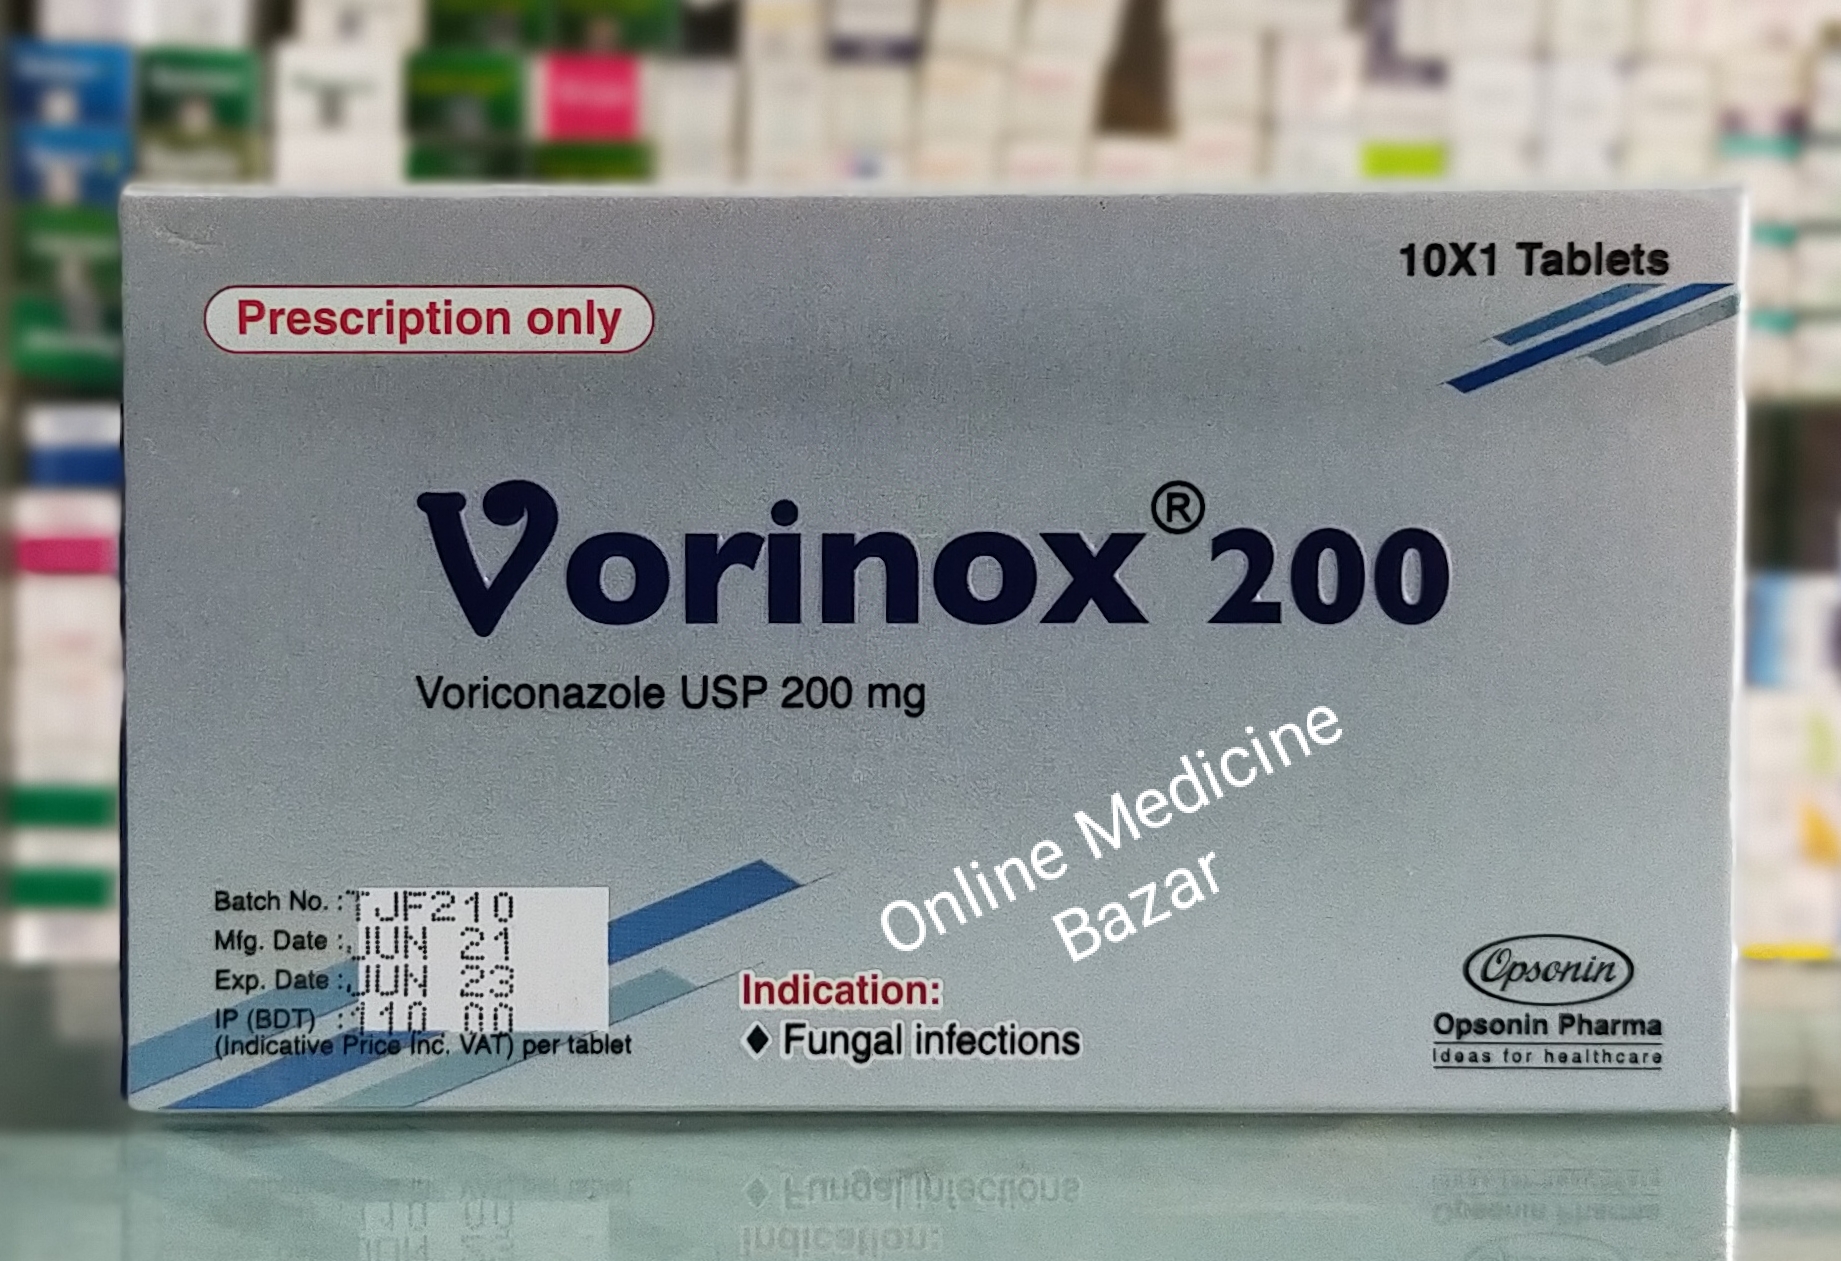 10X1 Tablets
Prescription only
Vorinox® 200
Voriconazole USP 200 mg
Online Medicine
Bazar
Batch No. : TJF210
Mfg. Date : JUN 21
Exp. Date : JUN 23
IP (BDT) : 110 00
(Indicative Price Inc. VAT) per tablet
Indication:
♦ Fungal infections
Opsonin
Opsonin Pharma
Ideas for healthcare